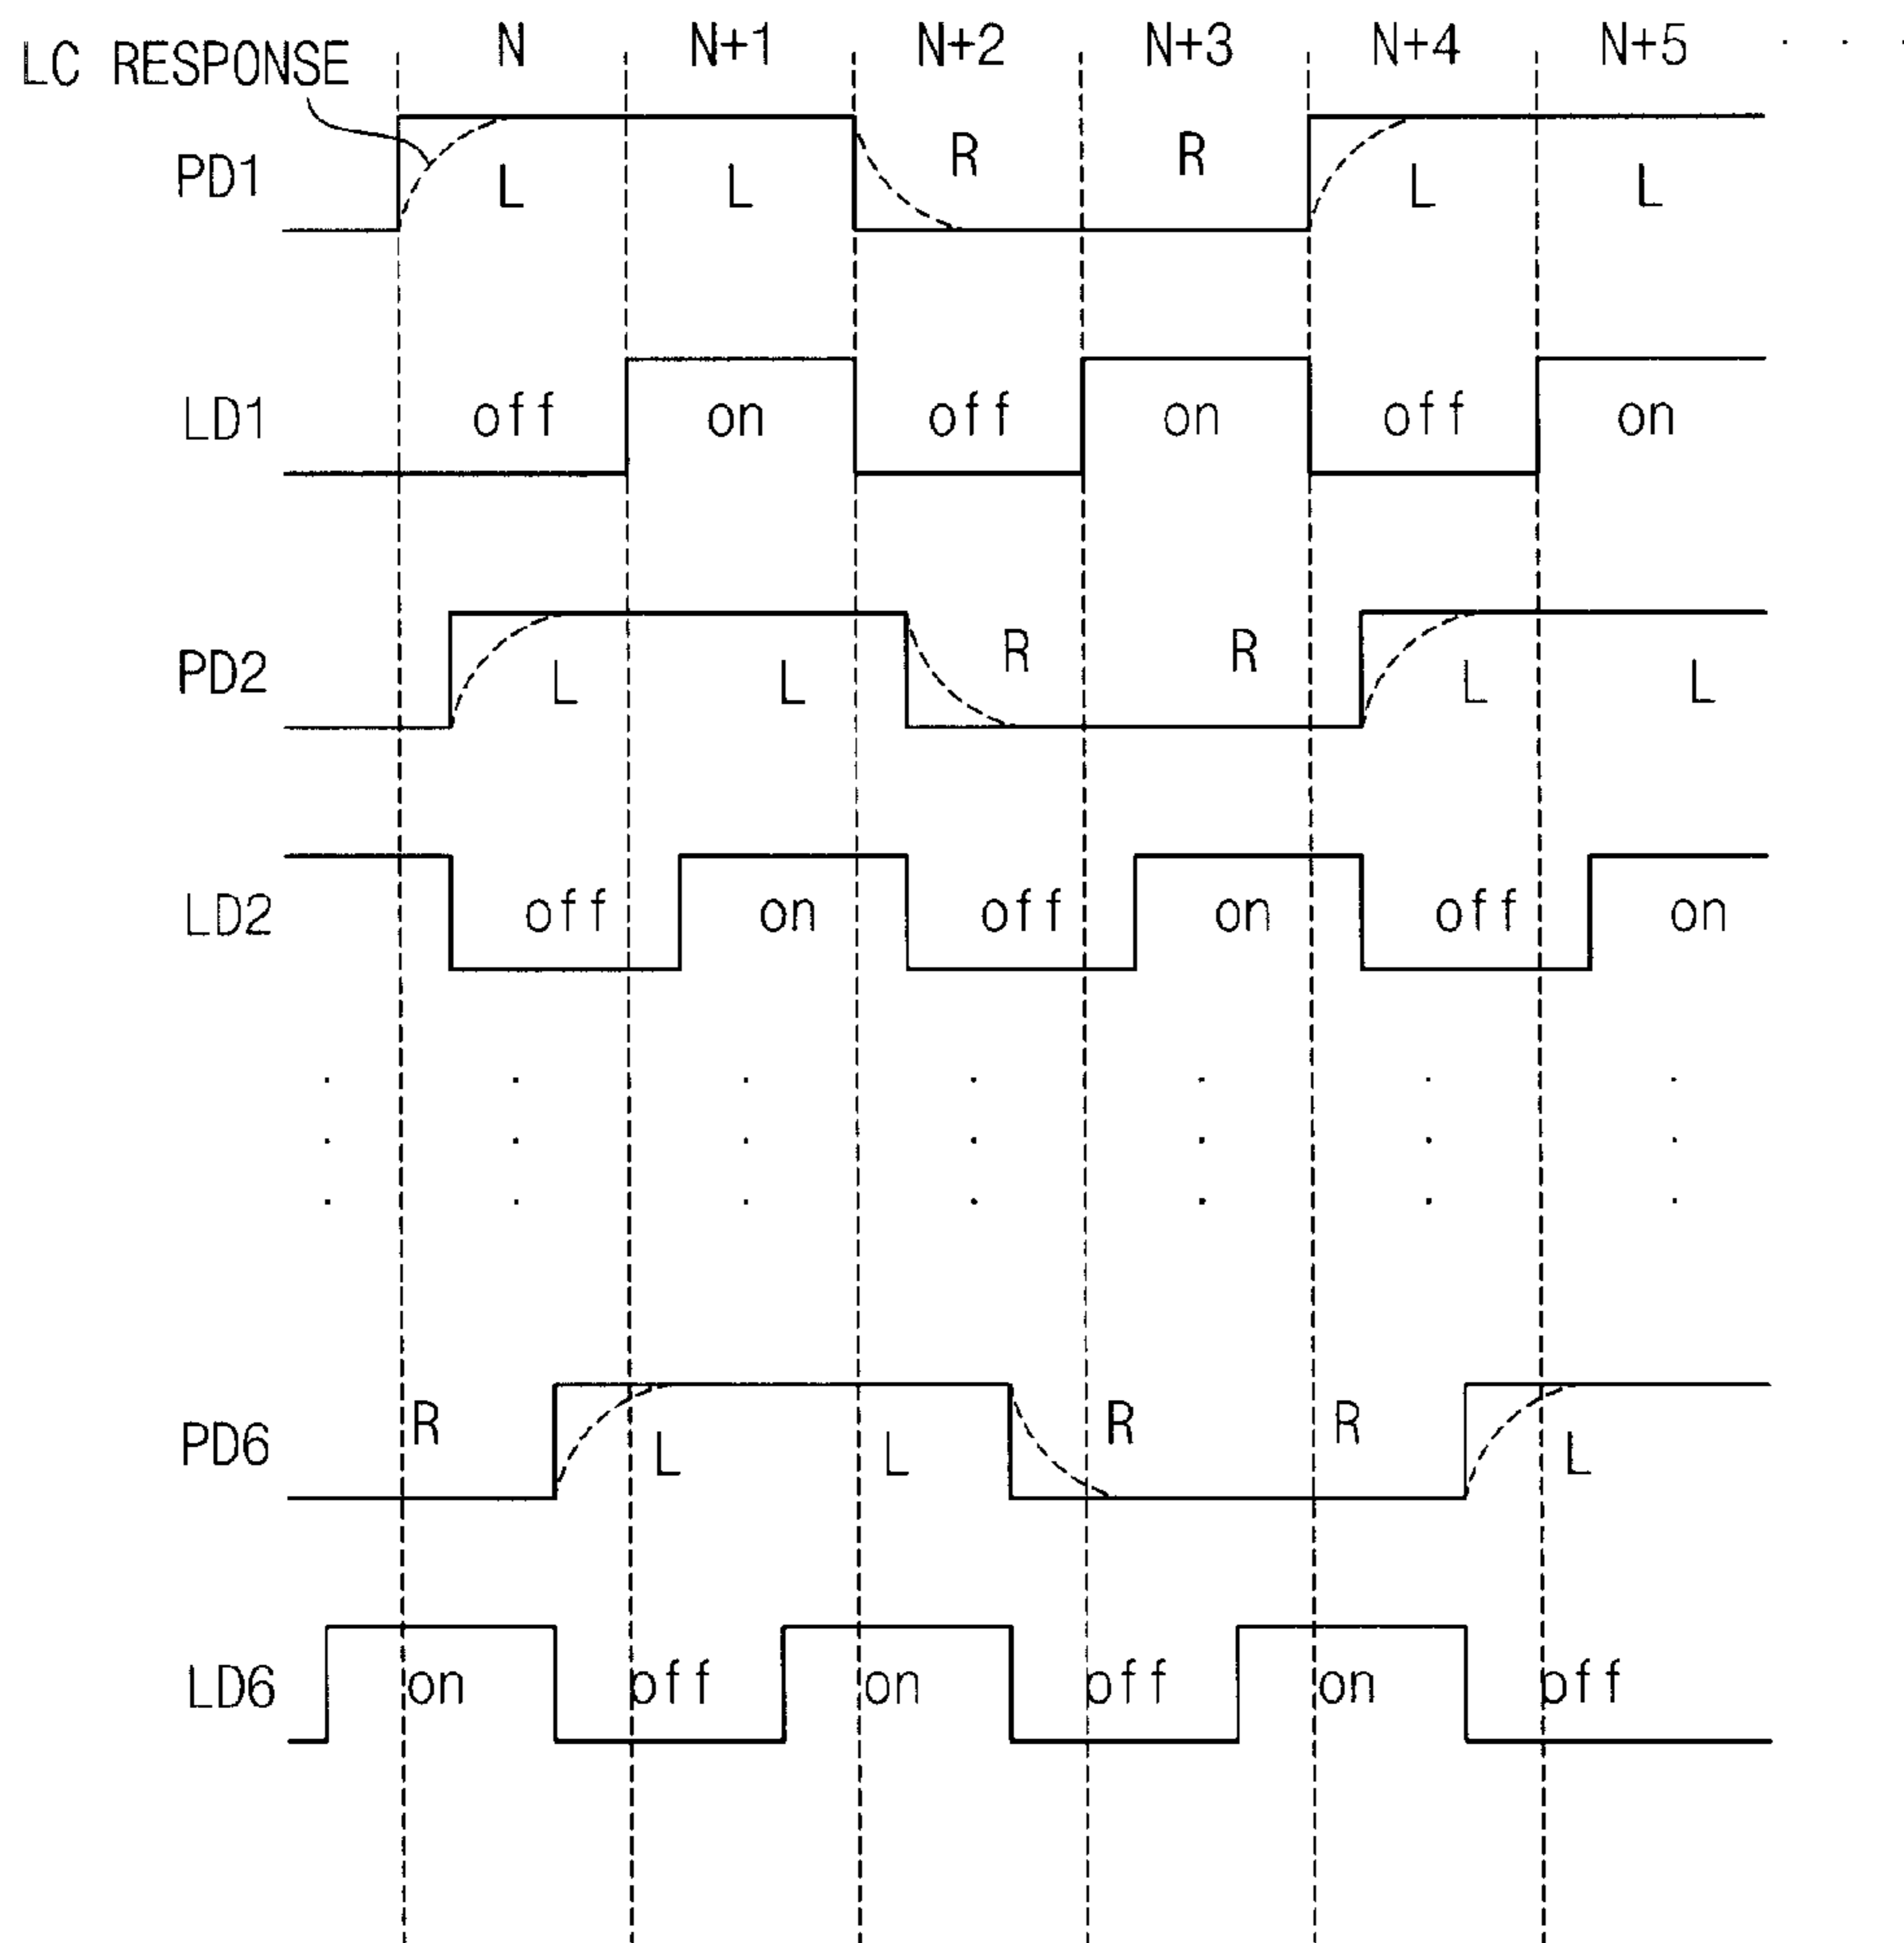 LC RESPONSE
N N+1 N+2 N+3 N+4 N+5 . . .
PD1 L L R R L L
LD1 off on off on off on
PD2 L L R R L L
LD2 off on off on off on
PD6 R L L R R L
LD6 on off on off on off